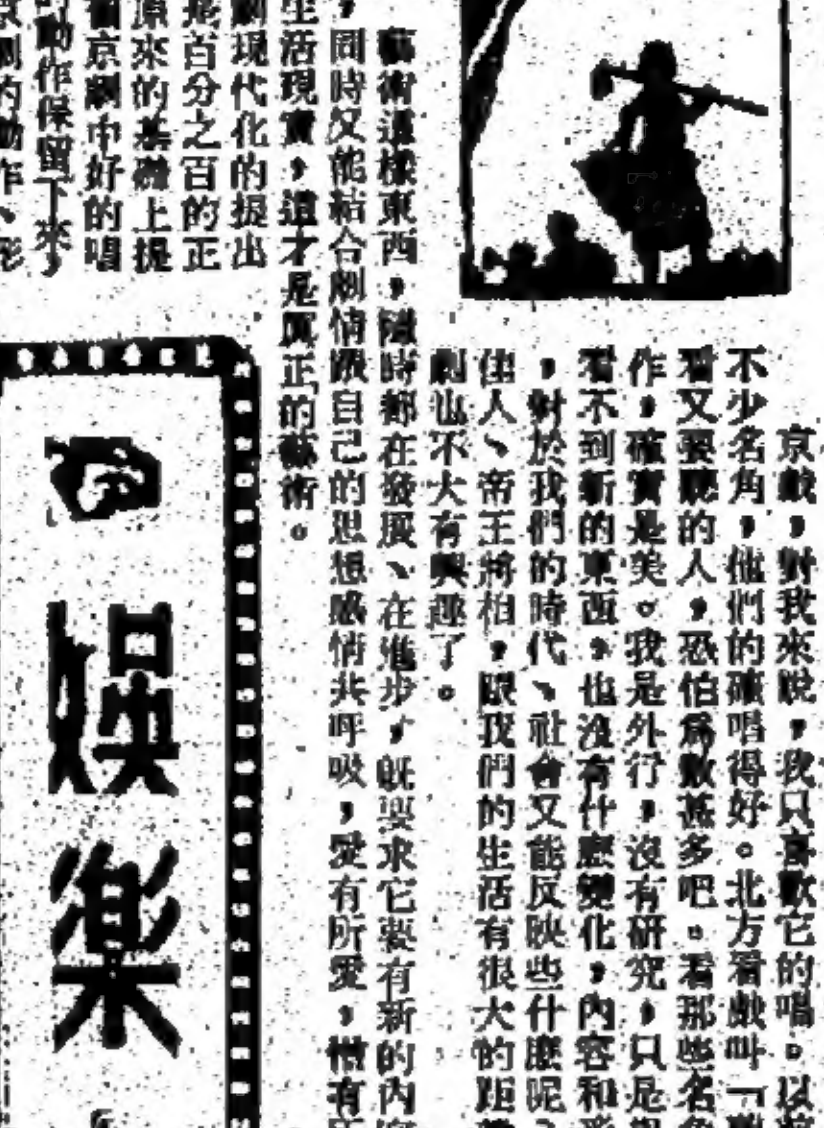 京戲，對我來說，我只喜歡它的唱。以
不少名角，他們的確唱得好。北方看戲叫「聽
看又要聽的人，恐怕爲數甚多吧。看那些名角
作，確實是美。我是外行，沒有研究，只是
看不到新的東西，也沒有什麽變化，內容和形
，對於我們的時代、社會又能反映些什麽呢？
佳人、帝王將相，跟我們的生活有很大的距離
劇也不大有興趣了。
藝術這樣東西，隨時都在發展、在進步，既要求它要有新的內容
，同時又能結合劇情跟自己的思想感情共呼吸，愛有所愛，憎有所
生活現實，這才是眞正的藝術。
劇現代化的提出
是百分之百的正
原來的基礎上提
看京劇中好的唱
的動作保留下來，
京劇的動作、形
娛樂